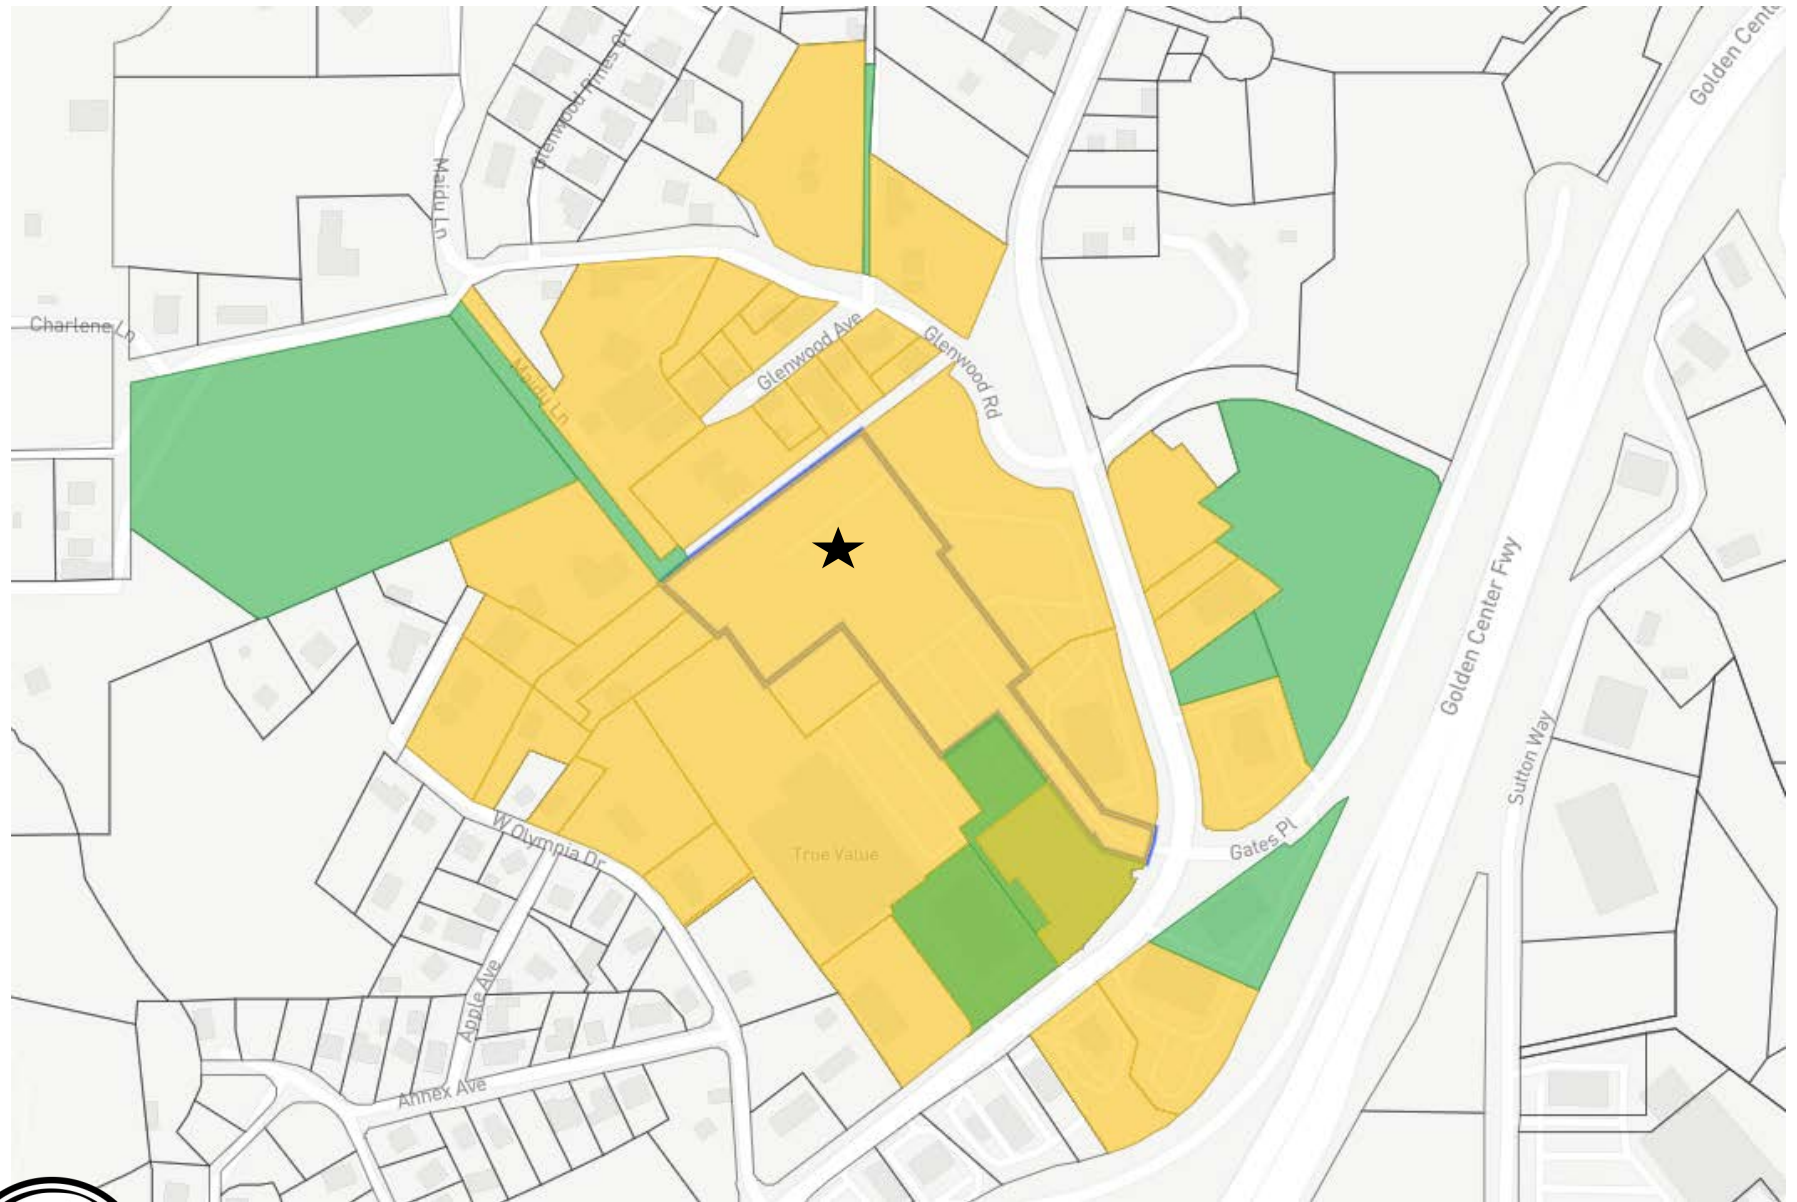 Golden Cent
Glenwood Pines Ct
Maidu Ln
Charlene Ln
Maidu Ln
Glenwood Ave
Glenwood Rd
Golden Center Fwy
Sutton Way
W Olympia Dr
True Value
Gates Pl
Apple Ave
Annex Ave